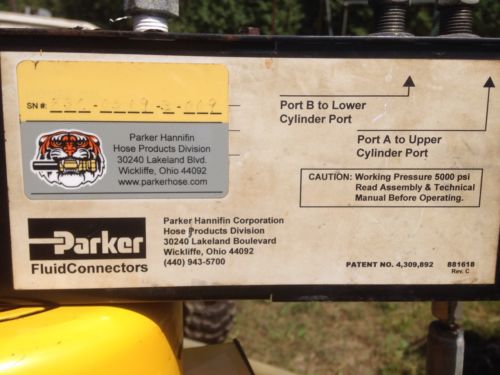 SN #:
Parker Hannifin
Hose Products Division
30240 Lakeland Blvd.
Wickliffe, Ohio 44092
www.parkerhose.com
Port B to Lower
Cylinder Port
Port A to Upper
Cylinder Port
CAUTION: Working Pressure 5000 psi
Read Assembly & Technical
Manual Before Operating.
Parker
FluidConnectors
Parker Hannifin Corporation
Hose Products Division
30240 Lakeland Boulevard
Wickliffe, Ohio 44092
(440) 943-5700
PATENT NO. 4,309,892
881618
Rev. C